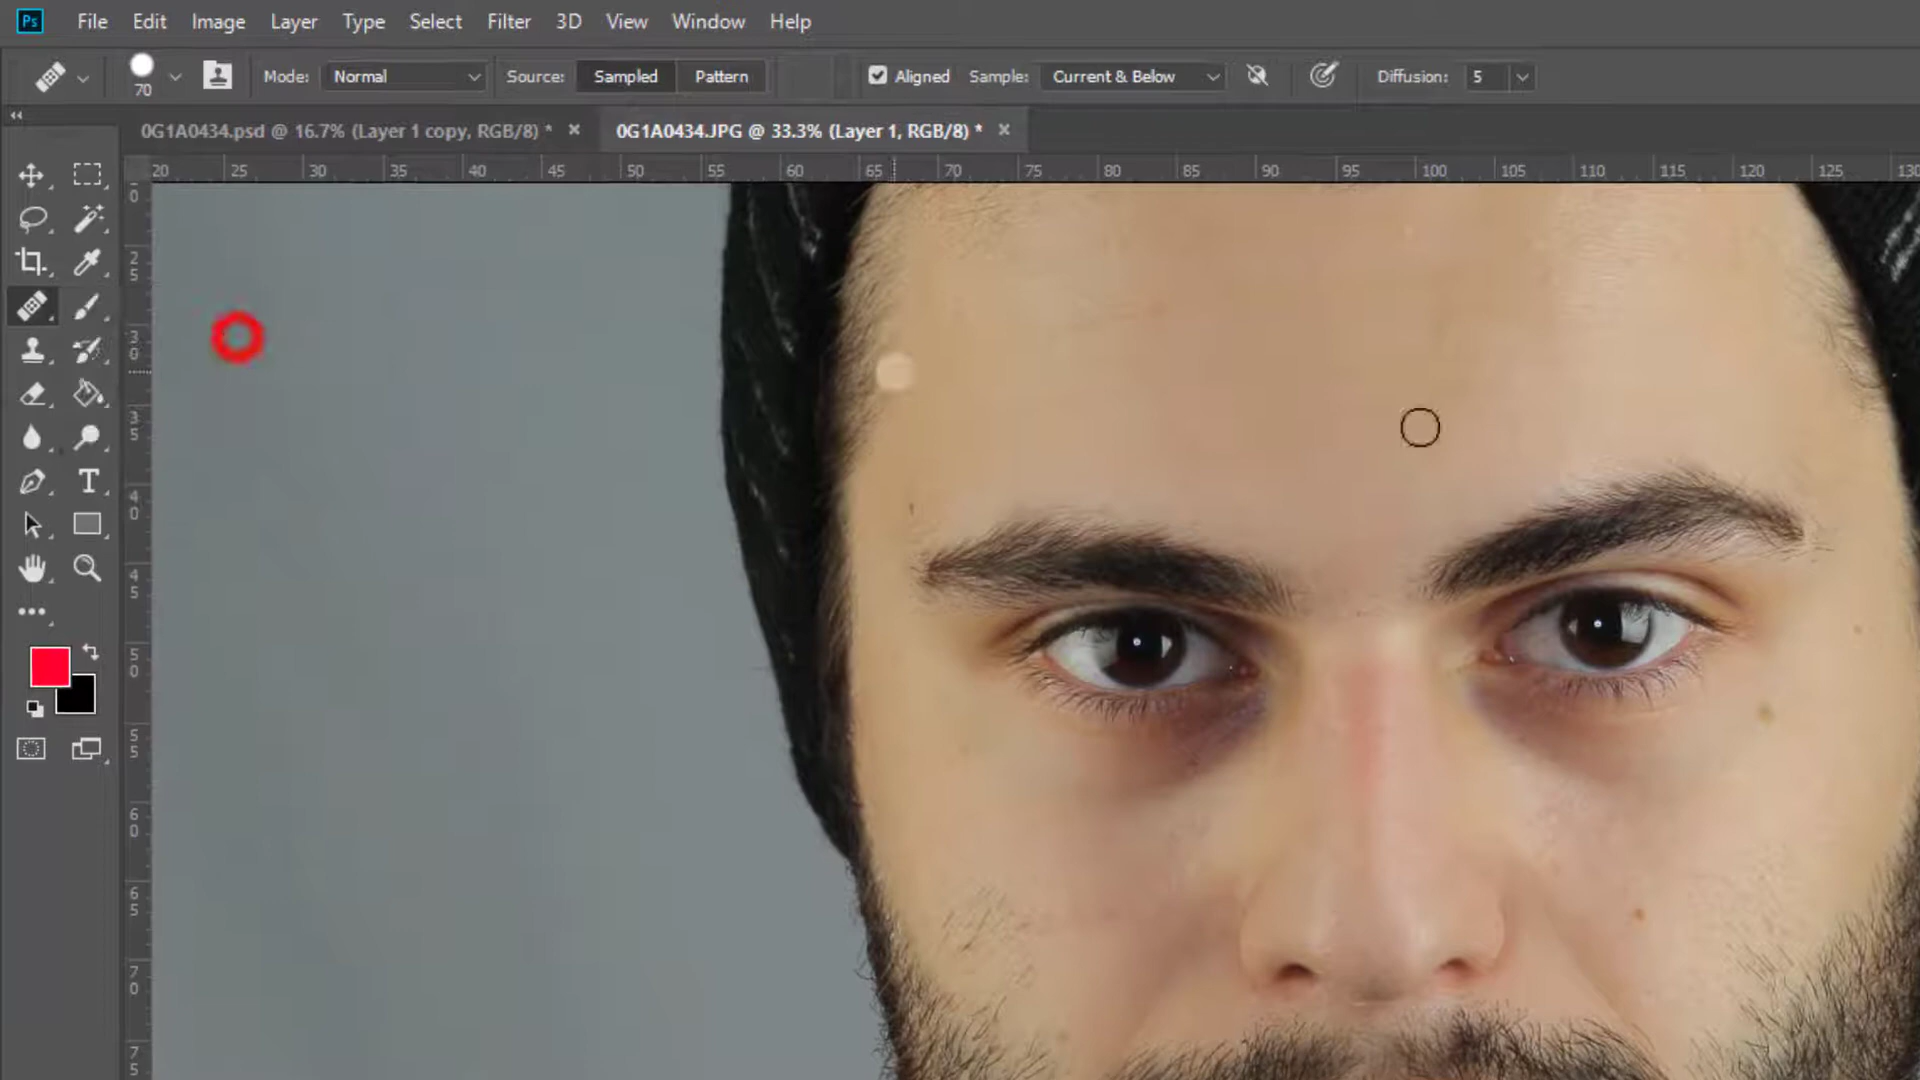 Ps File Edit Image Layer Type Select Filter 3D View Window Help
70 Mode: Normal Source: Sampled Pattern Aligned Sample: Current & Below Diffusion: 5
0G1A0434.psd @ 16.7% (Layer 1 copy, RGB/8) * × 0G1A0434.JPG @ 33.3% (Layer 1, RGB/8) * ×
20 25 30 35 40 45 50 55 60 65 70 75 80 85 90 95 100 105 110 115 120 125 130
0
25
30
35
40
45
50
55
60
65
70
75
T